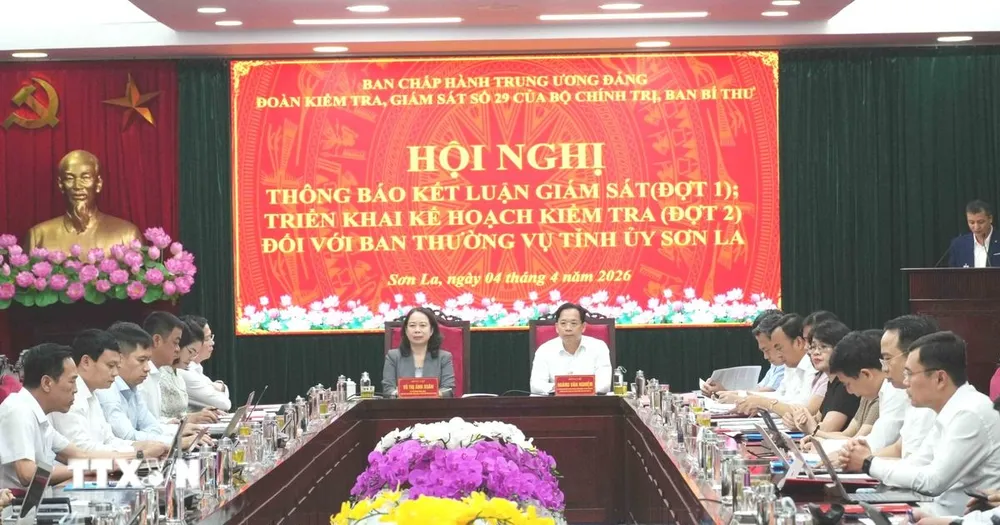 BAN CHẤP HÀNH TRUNG ƯƠNG ĐẢNG
ĐOÀN KIỂM TRA, GIÁM SÁT SỐ 29 CỦA BỘ CHÍNH TRỊ, BAN BÍ THƯ
HỘI NGHỊ
THÔNG BÁO KẾT LUẬN GIÁM SÁT(ĐỢT 1);
TRIỂN KHAI KẾ HOẠCH KIỂM TRA (ĐỢT 2)
ĐỐI VỚI BAN THƯỜNG VỤ TỈNH ỦY SƠN LA
Sơn La, ngày 04 tháng 4 năm 2026
VÕ THỊ ÁNH XUÂN
HOÀNG VĂN NGHIỆM
TTXVN